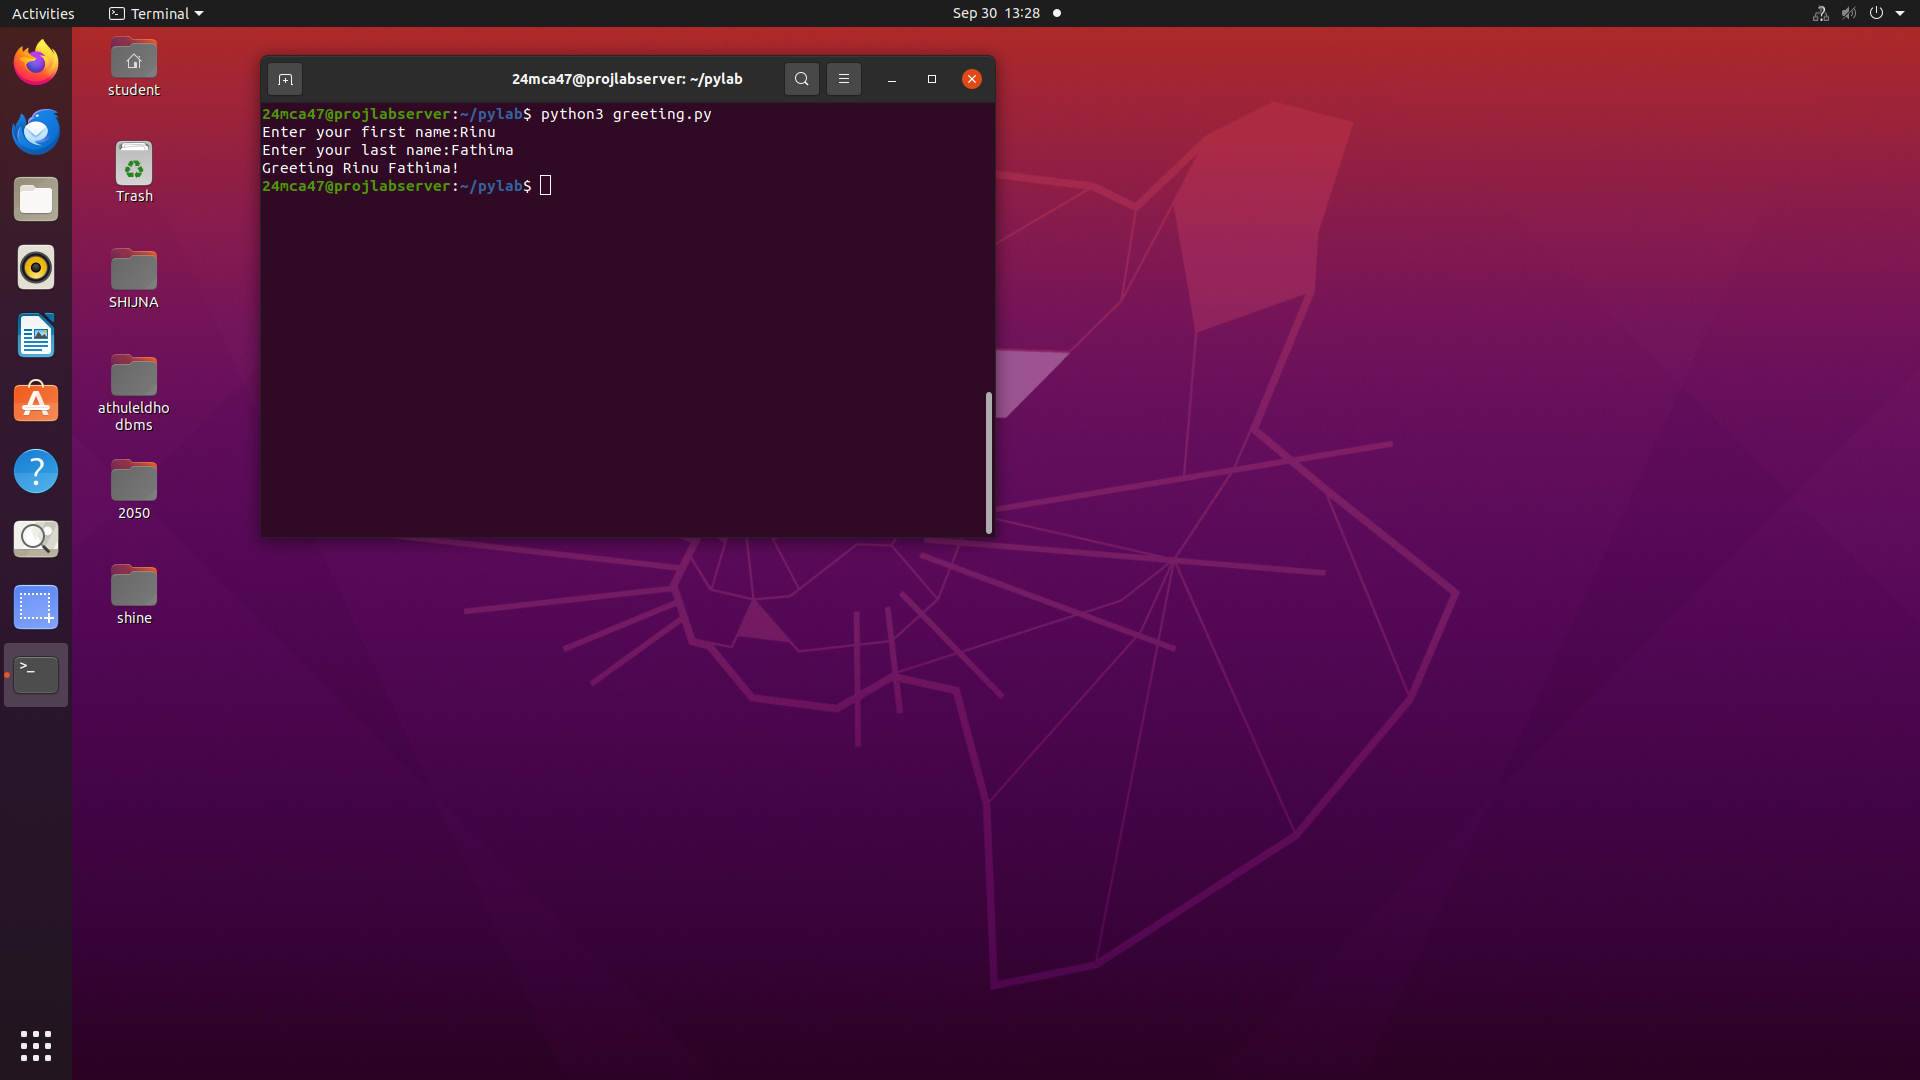 Activities
Terminal
Sep 30 13:28
student
Trash
SHIJNA
athuleldho
dbms
2050
shine
24mca47@projlabserver: ~/pylab
24mca47@projlabserver:~/pylab$ python3 greeting.py
Enter your first name:Rinu
Enter your last name:Fathima
Greeting Rinu Fathima!
24mca47@projlabserver:~/pylab$